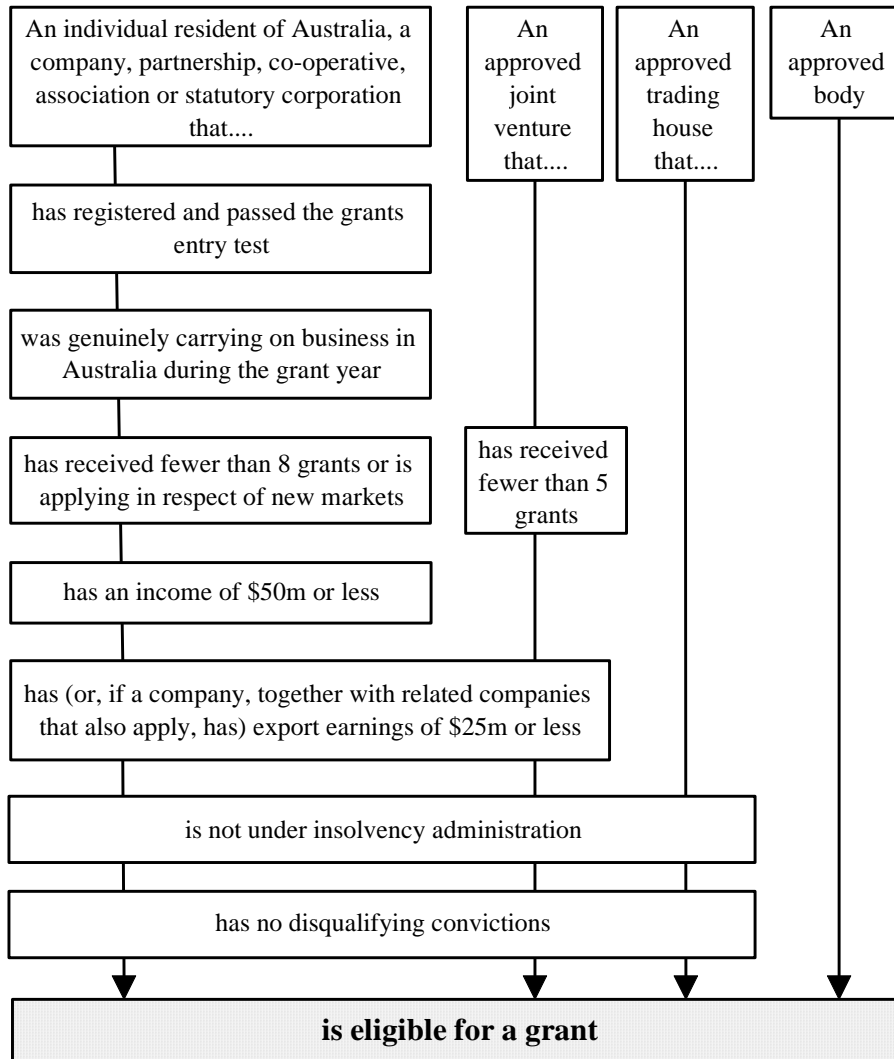 An individual resident of Australia, a
company, partnership, co-operative,
association or statutory corporation
that....
An
approved
joint
venture
that....
An
approved
trading
house
that....
An
approved
body
has registered and passed the grants
entry test
was genuinely carrying on business in
Australia during the grant year
has received fewer than 8 grants or is
applying in respect of new markets
has received
fewer than 5
grants
has an income of $50m or less
has (or, if a company, together with related companies
that also apply, has) export earnings of $25m or less
is not under insolvency administration
has no disqualifying convictions
is eligible for a grant